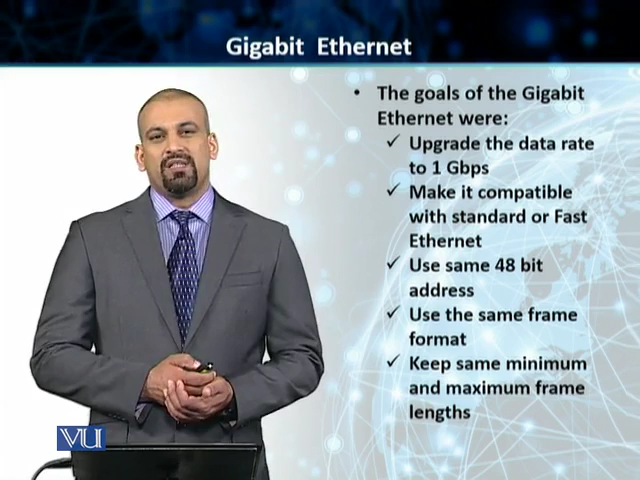 Gigabit Ethernet
• The goals of the Gigabit
Ethernet were:
✓ Upgrade the data rate
to 1 Gbps
✓ Make it compatible
with standard or Fast
Ethernet
✓ Use same 48 bit
address
✓ Use the same frame
format
✓ Keep same minimum
and maximum frame
lengths
VU